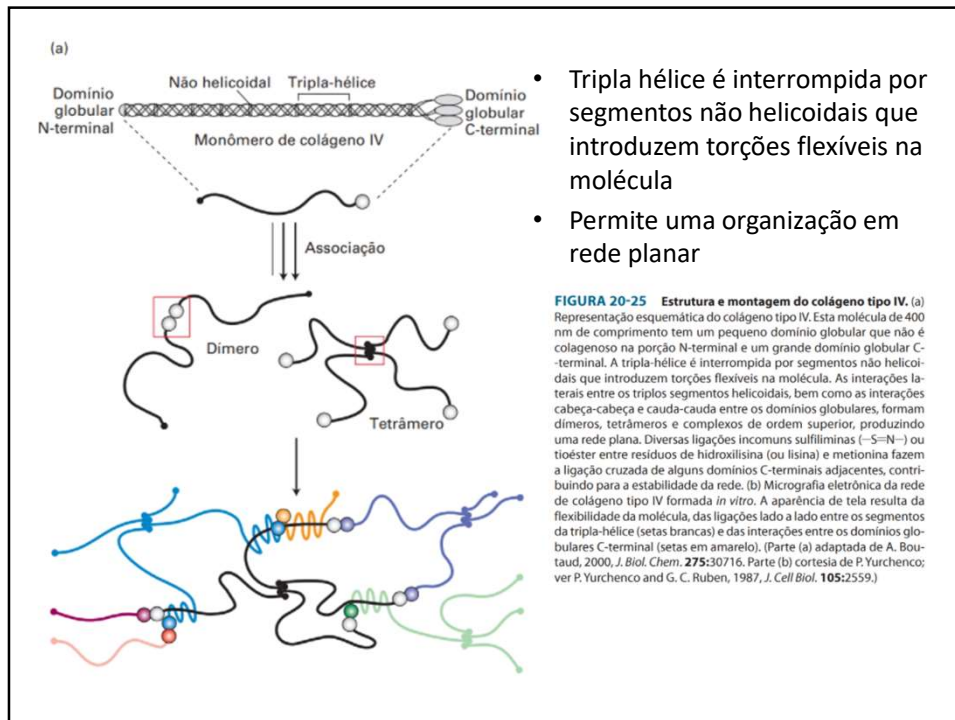 (a)
Não helicoidal
Tripla-hélice
Domínio
globular
N-terminal
Domínio
globular
C-terminal
Monômero de colágeno IV
Associação
Dímero
Tetrâmero
• Tripla hélice é interrompida por
segmentos não helicoidais que
introduzem torções flexíveis na
molécula
• Permite uma organização em
rede planar
FIGURA 20-25 Estrutura e montagem do colágeno tipo IV. (a)
Representação esquemática do colágeno tipo IV. Esta molécula de 400
nm de comprimento tem um pequeno domínio globular que não é
colagenoso na porção N-terminal e um grande domínio globular C-
-terminal. A tripla-hélice é interrompida por segmentos não helicoi-
dais que introduzem torções flexíveis na molécula. As interações la-
terais entre os triplos segmentos helicoidais, bem como as interações
cabeça-cabeça e cauda-cauda entre os domínios globulares, formam
dímeros, tetrâmeros e complexos de ordem superior, produzindo
uma rede plana. Diversas ligações incomuns sulfiliminas (—S=N—) ou
tioéster entre resíduos de hidroxilisina (ou lisina) e metionina fazem
a ligação cruzada de alguns domínios C-terminais adjacentes, contri-
buindo para a estabilidade da rede. (b) Micrografia eletrônica da rede
de colágeno tipo IV formada in vitro. A aparência de tela resulta da
flexibilidade da molécula, das ligações lado a lado entre os segmentos
da tripla-hélice (setas brancas) e das interações entre os domínios glo-
bulares C-terminal (setas em amarelo). (Parte (a) adaptada de A. Bou-
taud, 2000, J. Biol. Chem. 275:30716. Parte (b) cortesia de P. Yurchenco;
ver P. Yurchenco and G. C. Ruben, 1987, J. Cell Biol. 105:2559.)